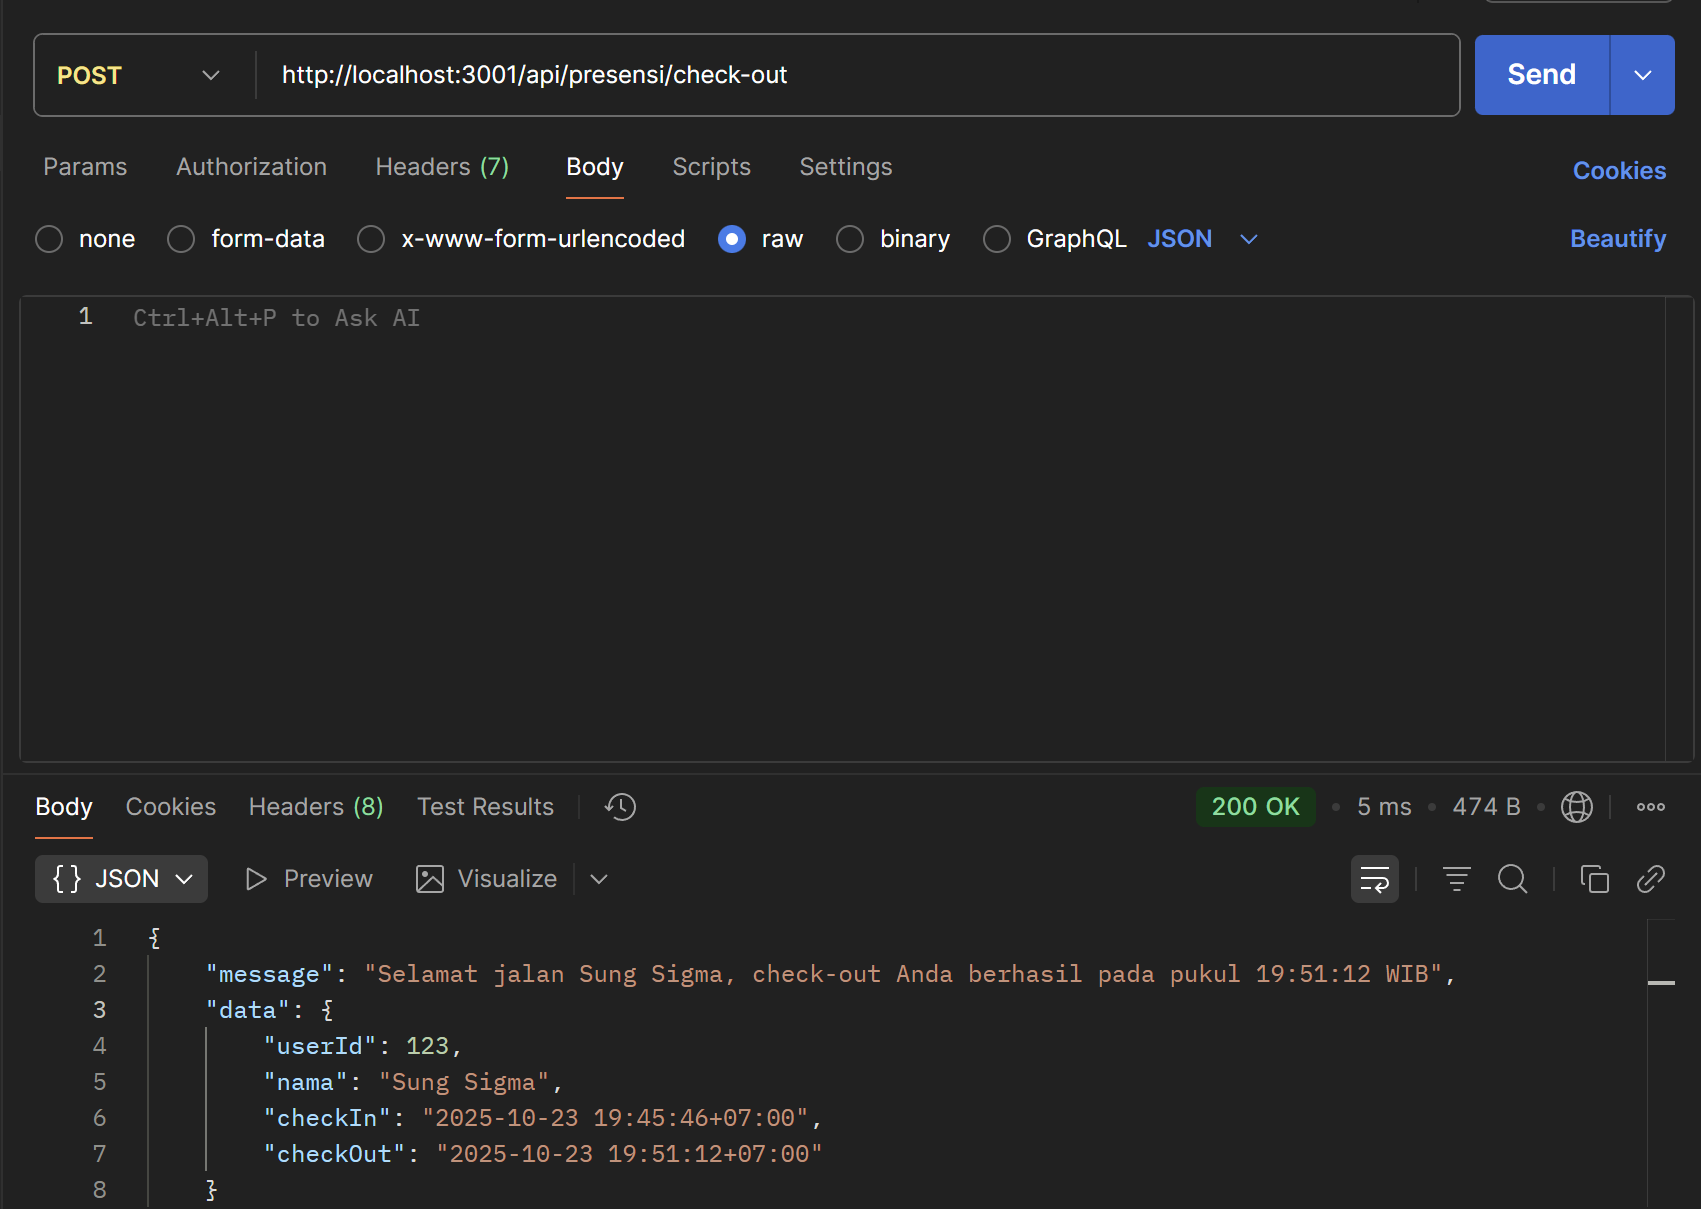 POST http://localhost:3001/api/presensi/check-out Send
Params Authorization Headers (7) Body Scripts Settings Cookies
none form-data x-www-form-urlencoded raw binary GraphQL JSON Beautify
1 Ctrl+Alt+P to Ask AI
Body Cookies Headers (8) Test Results 200 OK • 5 ms • 474 B •
{} JSON Preview Visualize
1 {
2 "message": "Selamat jalan Sung Sigma, check-out Anda berhasil pada pukul 19:51:12 WIB",
3 "data": {
4 "userId": 123,
5 "nama": "Sung Sigma",
6 "checkIn": "2025-10-23 19:45:46+07:00",
7 "checkOut": "2025-10-23 19:51:12+07:00"
8 }